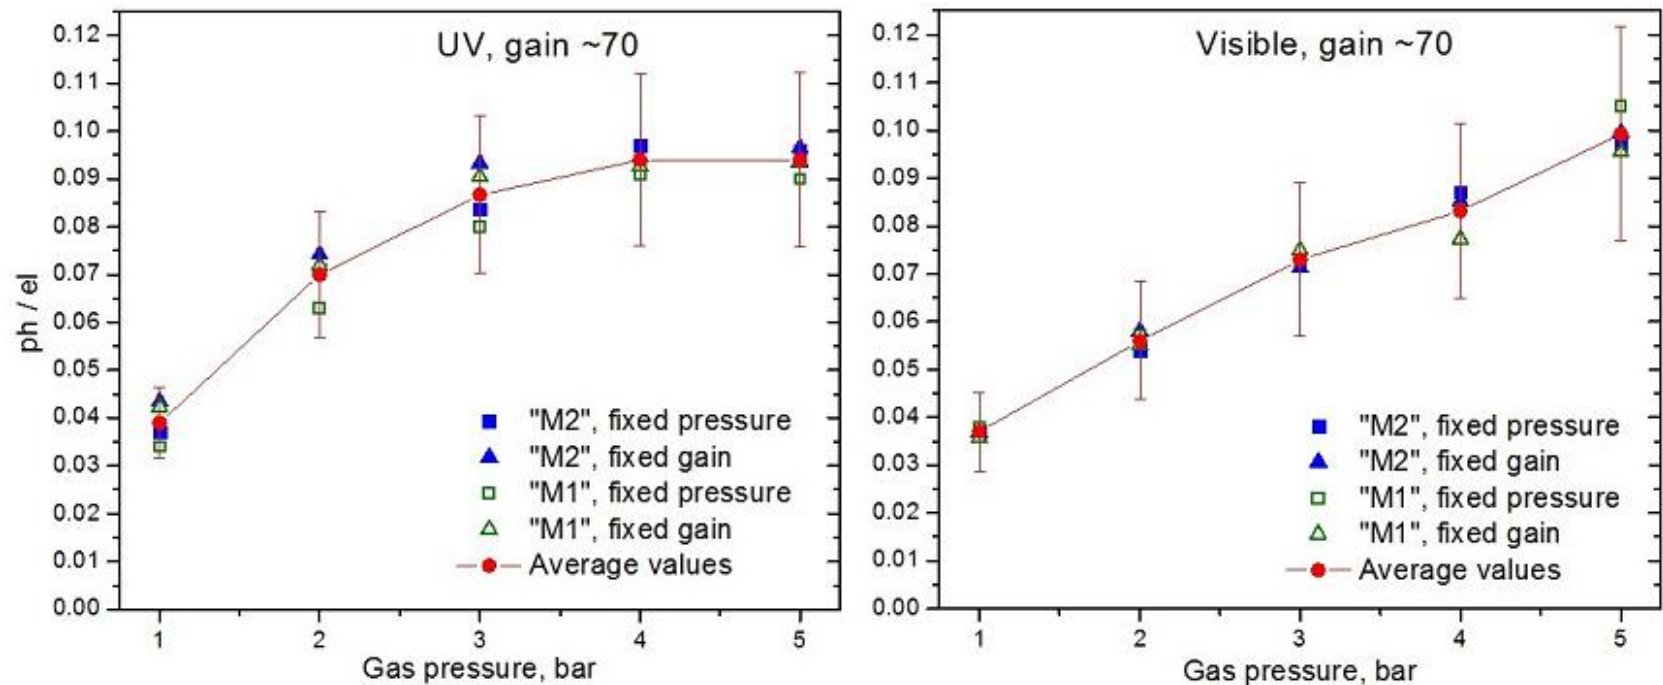 UV, gain ~70
ph / el
0.12
0.11
0.10
0.09
0.08
0.07
0.06
0.05
0.04
0.03
0.02
0.01
0.00
"M2", fixed pressure
"M2", fixed gain
"M1", fixed pressure
"M1", fixed gain
Average values
1 2 3 4 5
Gas pressure, bar
Visible, gain ~70
0.12
0.11
0.10
0.09
0.08
0.07
0.06
0.05
0.04
0.03
0.02
0.01
0.00
"M2", fixed pressure
"M2", fixed gain
"M1", fixed pressure
"M1", fixed gain
Average values
1 2 3 4 5
Gas pressure, bar